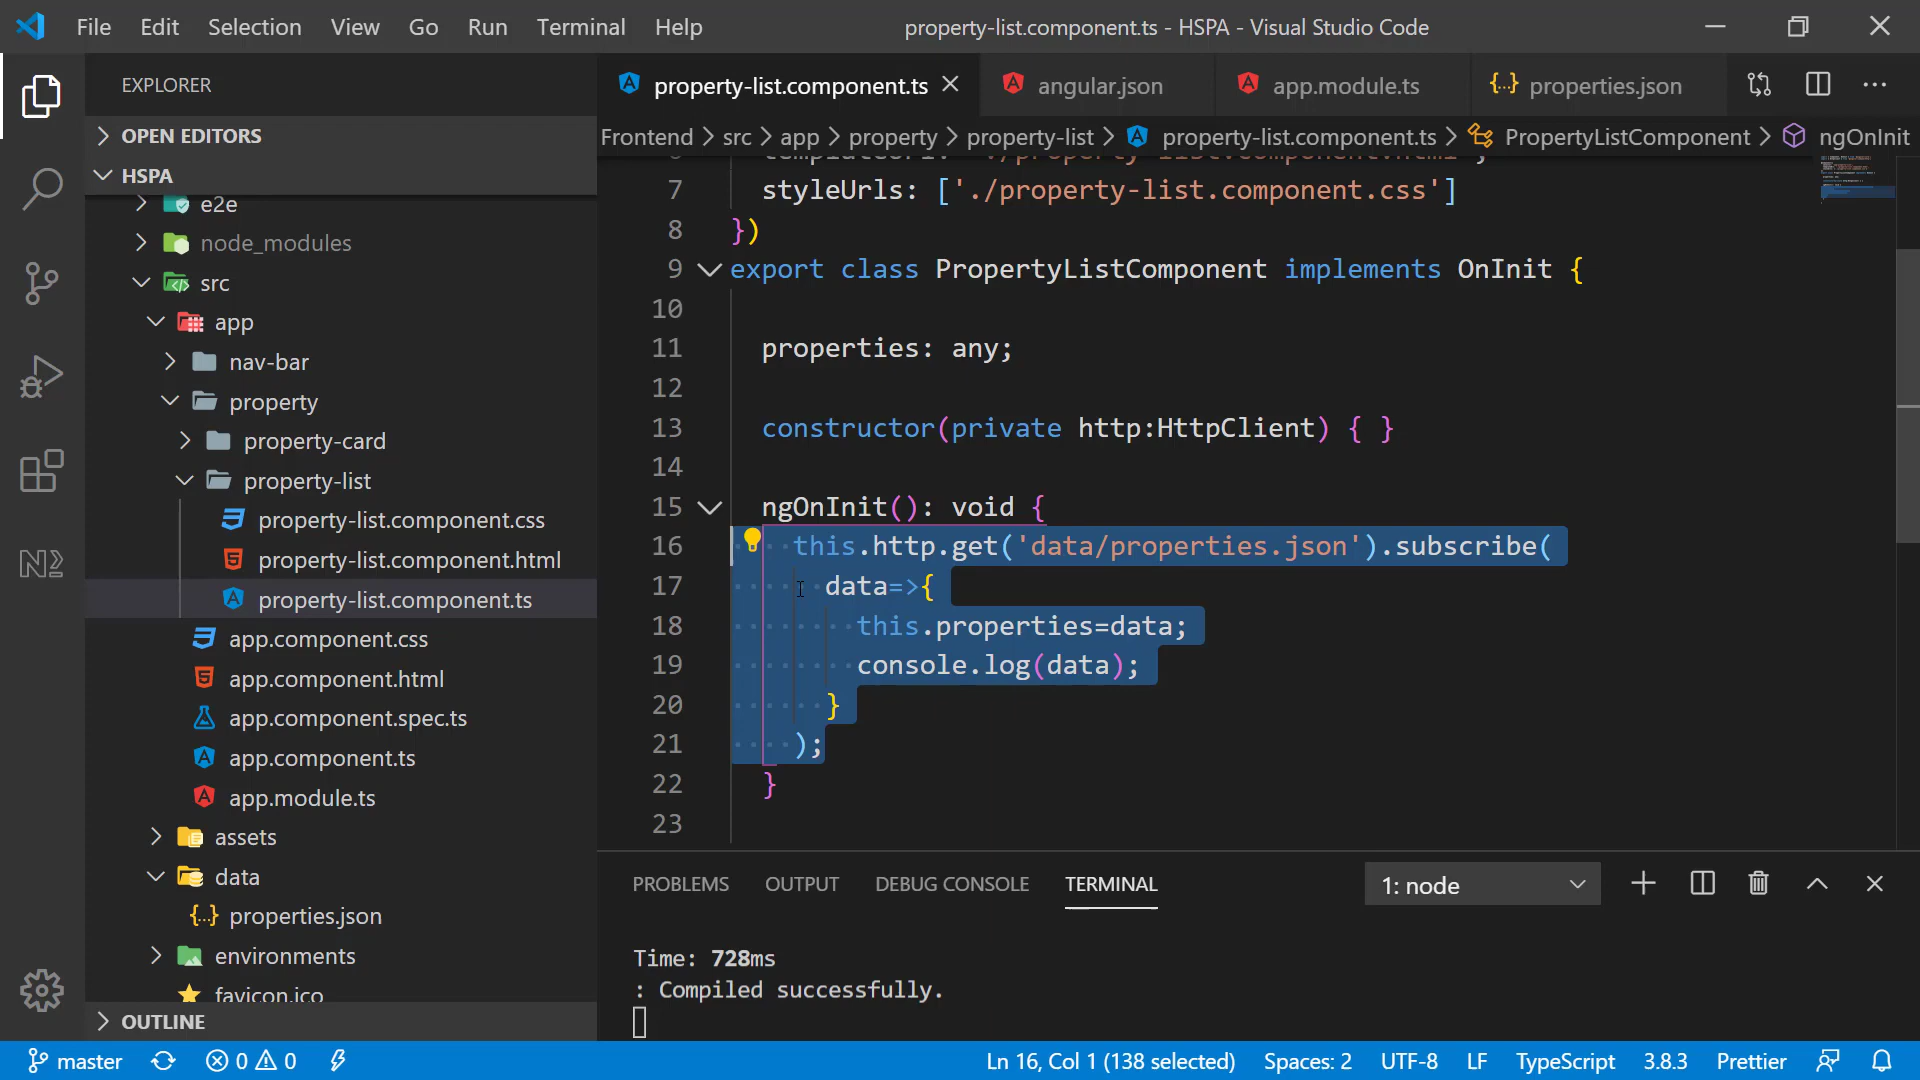 File Edit Selection View Go Run Terminal Help
property-list.component.ts - HSPA - Visual Studio Code
EXPLORER
OPEN EDITORS
HSPA
e2e
node_modules
src
app
nav-bar
property
property-card
property-list
property-list.component.css
property-list.component.html
property-list.component.ts
app.component.css
app.component.html
app.component.spec.ts
app.component.ts
app.module.ts
assets
data
properties.json
environments
favicon.ico
OUTLINE
property-list.component.ts angular.json app.module.ts properties.json
Frontend > src > app > property > property-list > property-list.component.ts > PropertyListComponent > ngOnInit
7 styleUrls: ['./property-list.component.css']
8 })
9 export class PropertyListComponent implements OnInit {
10
11 properties: any;
12
13 constructor(private http:HttpClient) { }
14
15 ngOnInit(): void {
16 this.http.get('data/properties.json').subscribe(
17 data=>{
18 this.properties=data;
19 console.log(data);
20 }
21 );
22 }
23
PROBLEMS OUTPUT DEBUG CONSOLE TERMINAL 1: node
Time: 728ms
: Compiled successfully.
master 0 0 Ln 16, Col 1 (138 selected) Spaces: 2 UTF-8 LF TypeScript 3.8.3 Prettier